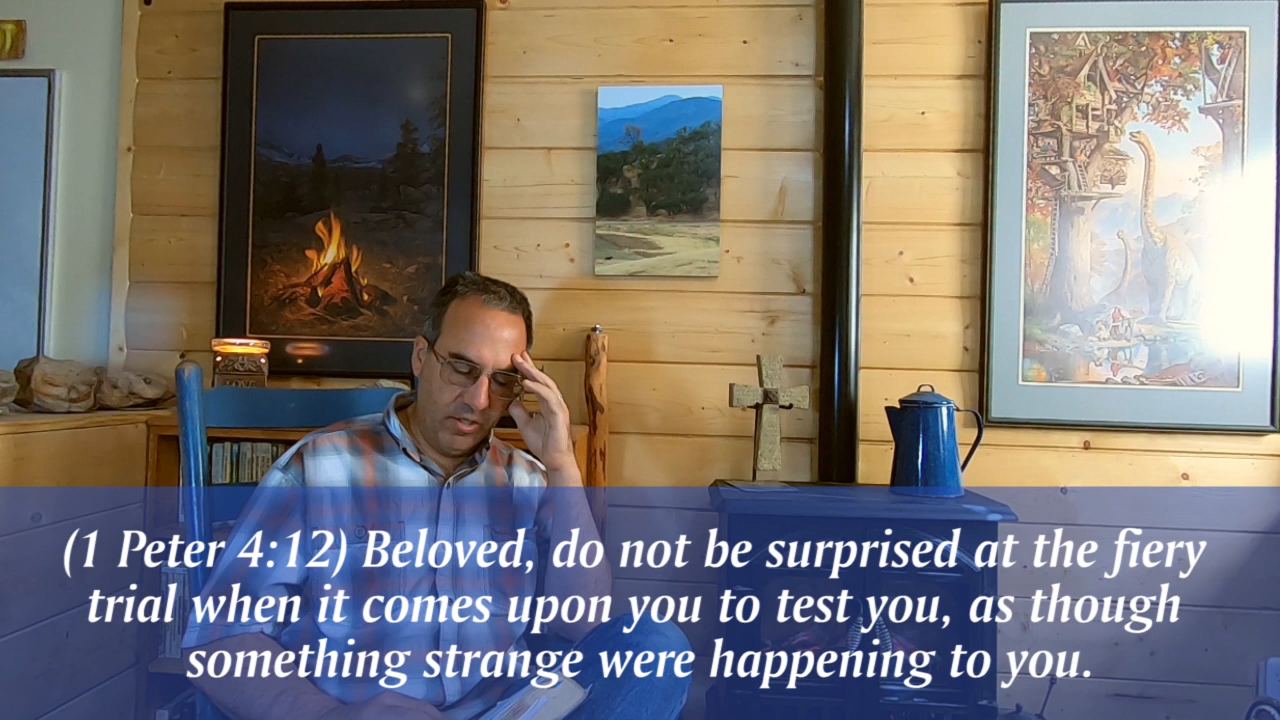 (1 Peter 4:12) Beloved, do not be surprised at the fiery
trial when it comes upon you to test you, as though
something strange were happening to you.